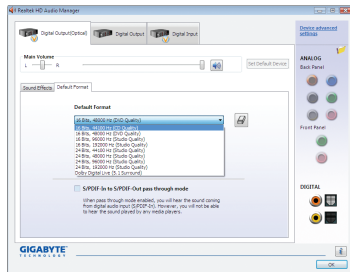 Realtek HD Audio Manager
Digital Output(Optical)
Digital Output
Digital Input
Device advanced
settings
Main Volume
L
R
Set Default Device
ANALOG
Back Panel
Sound Effects
Default Format
Default Format
16 Bits, 48000 Hz (DVD Quality)
16 Bits, 44100 Hz (CD Quality)
16 Bits, 48000 Hz (DVD Quality)
16 Bits, 96000 Hz (Studio Quality)
16 Bits, 192000 Hz (Studio Quality)
24 Bits, 44100 Hz (Studio Quality)
24 Bits, 48000 Hz (Studio Quality)
24 Bits, 96000 Hz (Studio Quality)
24 Bits, 192000 Hz (Studio Quality)
Dolby Digital Live (5.1 Surround)
Front Panel
S/PDIF-In to S/PDIF-Out pass through mode
When pass through mode enabled, you will hear the sound coming
from digital audio input (S/PDIF-In). However, you will not be able
to hear the sound played by any media players.
DIGITAL
GIGABYTE
TECHNOLOGY
OK